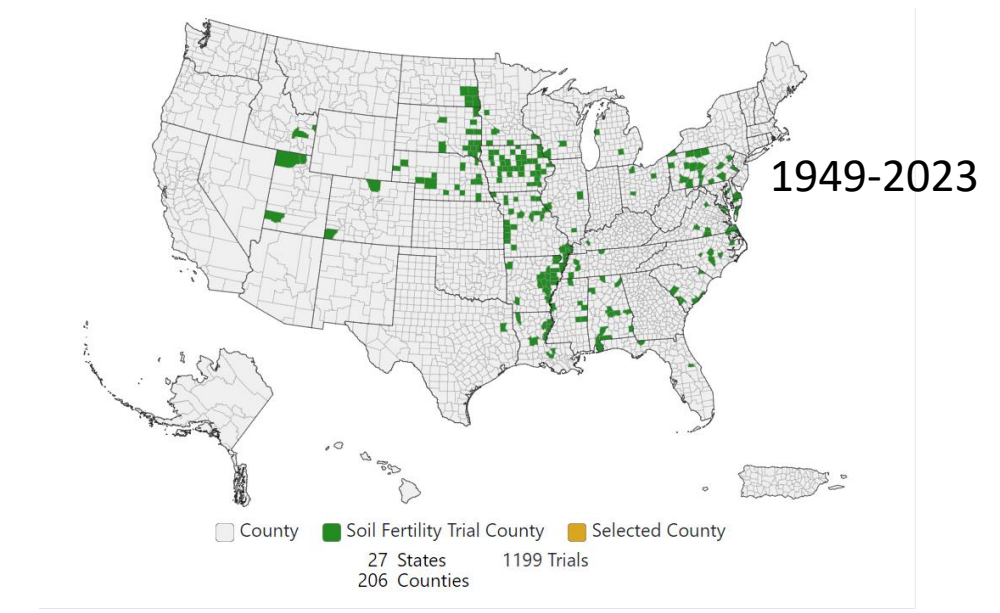 1949-2023
County Soil Fertility Trial County Selected County
27 States 1199 Trials
206 Counties